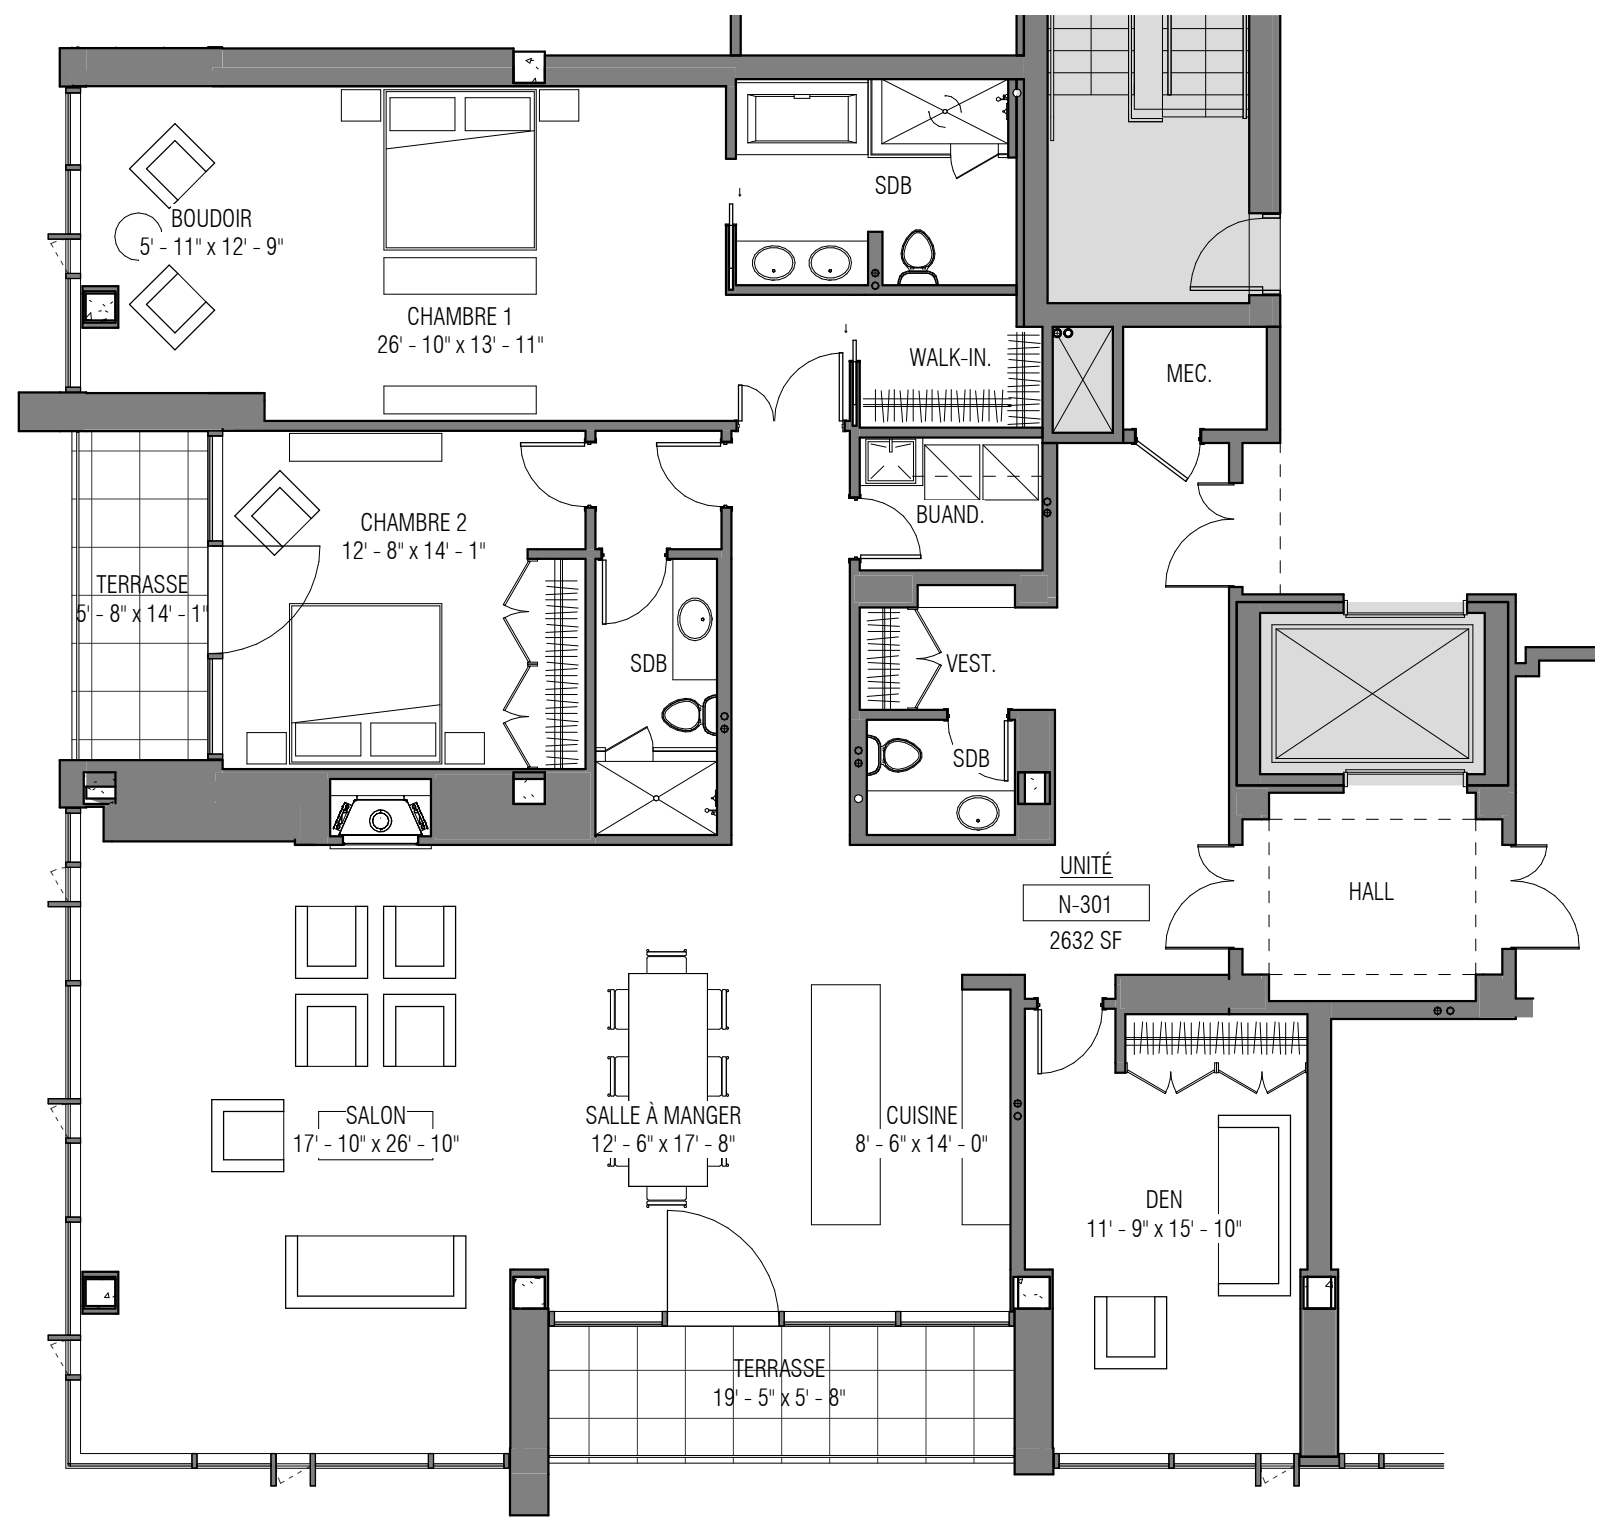 SDB
BOUDOIR
5' - 11" x 12' - 9"
CHAMBRE 1
26' - 10" x 13' - 11"
WALK-IN.
MEC.
CHAMBRE 2
12' - 8" x 14' - 1"
BUAND.
TERRASSE
5' - 8" x 14' - 1"
SDB
VEST.
SDB
UNITÉ
N-301
2632 SF
HALL
SALON
17' - 10" x 26' - 10"
SALLE À MANGER
12' - 6" x 17' - 8"
CUISINE
8' - 6" x 14' - 0"
DEN
11' - 9" x 15' - 10"
TERRASSE
19' - 5" x 5' - 8"